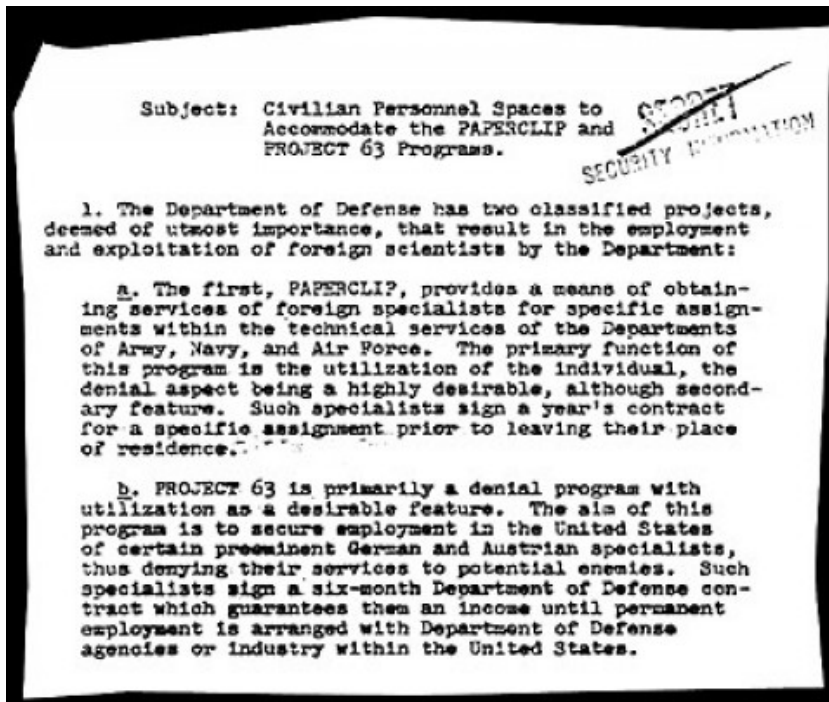 Subject: Civilian Personnel Spaces to
Accommodate the PAPERCLIP and
PROJECT 63 Programs.
SECRET
SECURITY INFORMATION
1. The Department of Defense has two classified projects,
deemed of utmost importance, that result in the employment
and exploitation of foreign scientists by the Department:
a. The first, PAPERCLIP, provides a means of obtain-
ing services of foreign specialists for specific assign-
ments within the technical services of the Departments
of Army, Navy, and Air Force. The primary function of
this program is the utilization of the individual, the
denial aspect being a highly desirable, although second-
ary feature. Such specialists sign a year's contract
for a specific assignment prior to leaving their place
of residence.
b. PROJECT 63 is primarily a denial program with
utilization as a desirable feature. The aim of this
program is to secure employment in the United States
of certain preeminent German and Austrian specialists,
thus denying their services to potential enemies. Such
specialists sign a six-month Department of Defense con-
tract which guarantees them an income until permanent
employment is arranged with Department of Defense
agencies or industry within the United States.